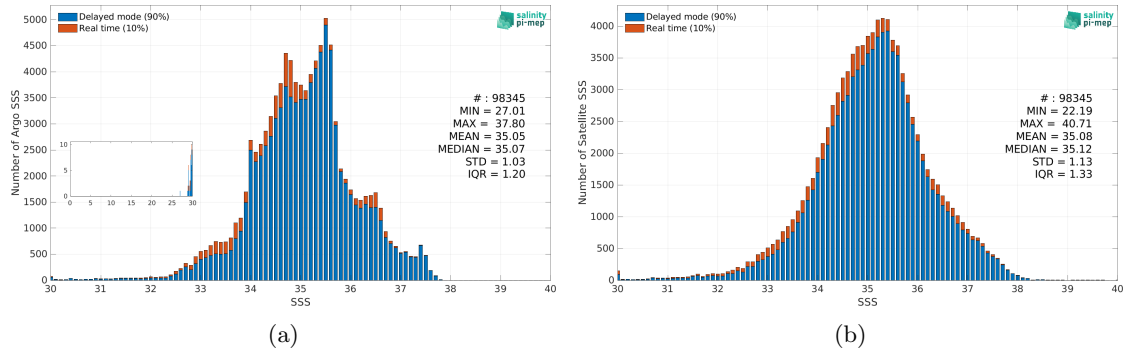 Delayed mode (90%)
Real time (10%)
salinity
pi-mep
Number of Argo SSS
5000
4500
4000
3500
3000
2500
2000
1500
1000
500
0
# : 98345
MIN = 27.01
MAX = 37.80
MEAN = 35.05
MEDIAN = 35.07
STD = 1.03
IQR = 1.20
10
5
0
0 5 10 15 20 25 30
30 31 32 33 34 35 36 37 38 39 40
SSS
(a)
Delayed mode (90%)
Real time (10%)
salinity
pi-mep
Number of Satellite SSS
4000
3500
3000
2500
2000
1500
1000
500
0
# : 98345
MIN = 22.19
MAX = 40.71
MEAN = 35.08
MEDIAN = 35.12
STD = 1.13
IQR = 1.33
30 31 32 33 34 35 36 37 38 39 40
SSS
(b)